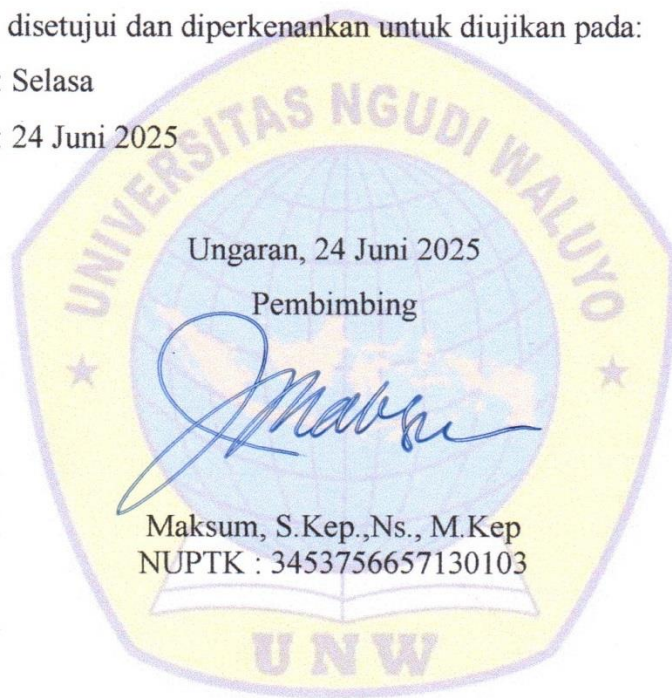 disetujui dan diperkenankan untuk diujikan pada:
: Selasa
: 24 Juni 2025
UNIVERSITAS NGUDI WALUYO
Ungaran, 24 Juni 2025
Pembimbing
Maksum, S.Kep.,Ns., M.Kep
NUPTK : 3453756657130103
UNW